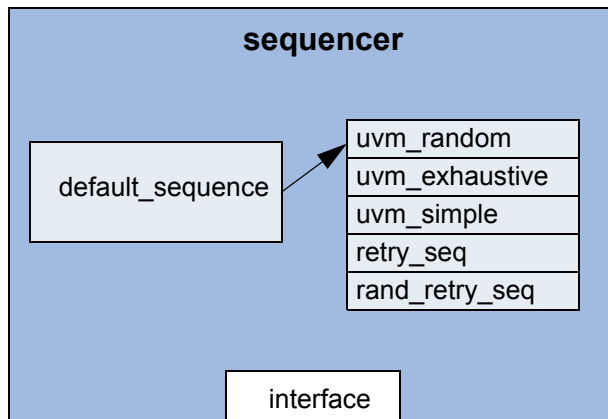 sequencer
default_sequence
uvm_random
uvm_exhaustive
uvm_simple
retry_seq
rand_retry_seq
interface